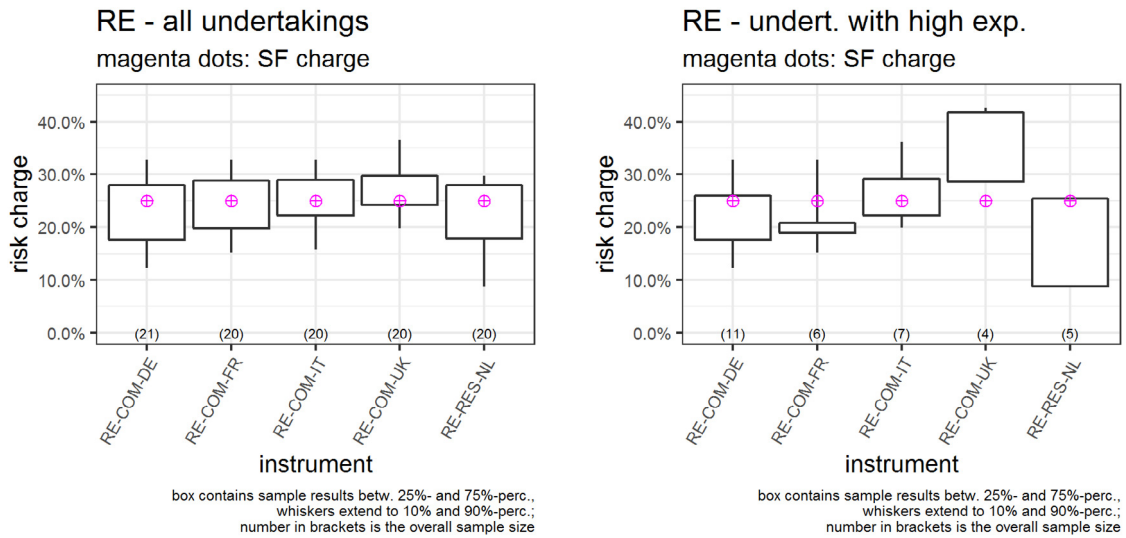 RE - all undertakings
magenta dots: SF charge
risk charge
40.0%
30.0%
20.0%
10.0%
0.0%
(21) (20) (20) (20) (20)
RE-COM-DE RE-COM-FR RE-COM-IT RE-COM-UK RE-RES-NL
instrument
box contains sample results betw. 25%- and 75%-perc.,
whiskers extend to 10% and 90%-perc.;
number in brackets is the overall sample size
RE - undert. with high exp.
magenta dots: SF charge
risk charge
40.0%
30.0%
20.0%
10.0%
0.0%
(11) (6) (7) (4) (5)
RE-COM-DE RE-COM-FR RE-COM-IT RE-COM-UK RE-RES-NL
instrument
box contains sample results betw. 25%- and 75%-perc.,
whiskers extend to 10% and 90%-perc.;
number in brackets is the overall sample size